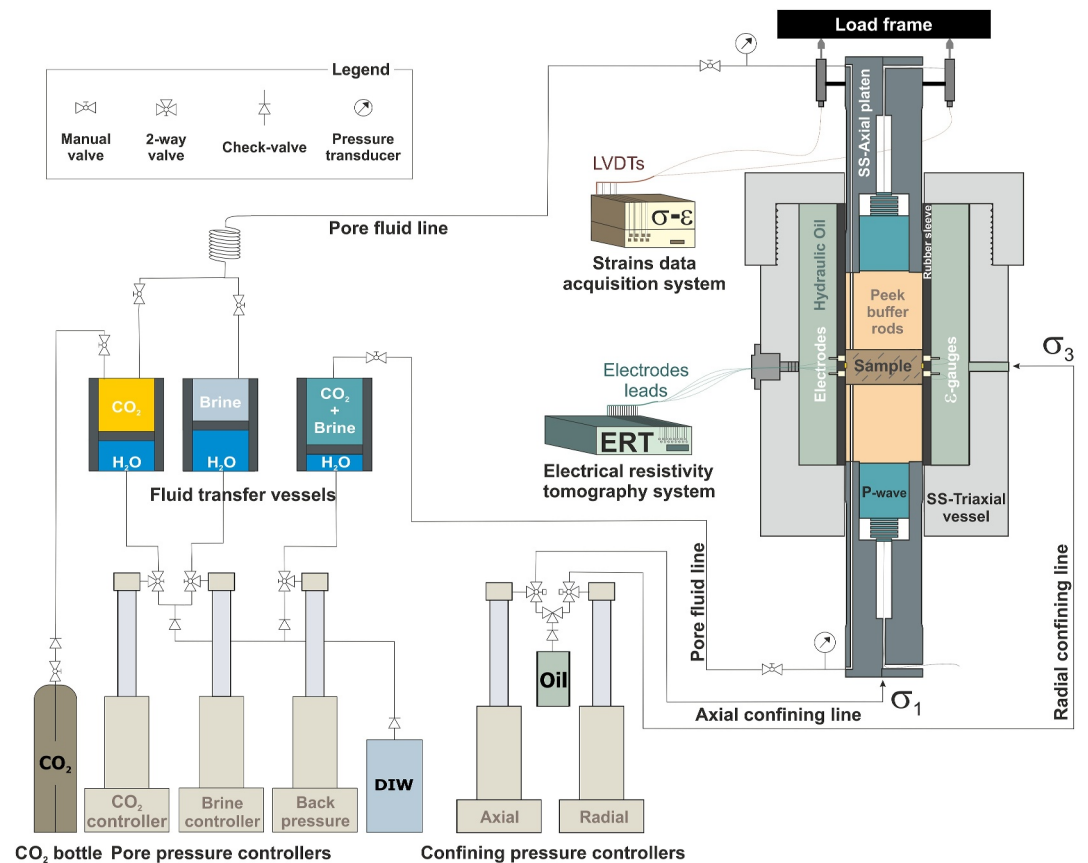 Load frame
Legend
Manual
valve
2-way
valve
Check-valve
Pressure
transducer
SS-Axial platen
LVDTs
σ-ε
Strains data
acquisition system
Pore fluid line
Hydraulic Oil
Rubber sleeve
Peek
buffer
rods
Electrodes
Sample
ε-gauges
σ3
Electrodes
leads
ERT
Electrical resistivity
tomography system
P-wave
SS-Triaxial
vessel
CO₂
H₂O
Brine
H₂O
CO₂
+
Brine
H₂O
Fluid transfer vessels
Pore fluid line
Radial confining line
Oil
σ1
Axial confining line
CO₂
DIW
CO₂
controller
Brine
controller
Back
pressure
Axial
Radial
CO₂ bottle
Pore pressure controllers
Confining pressure controllers